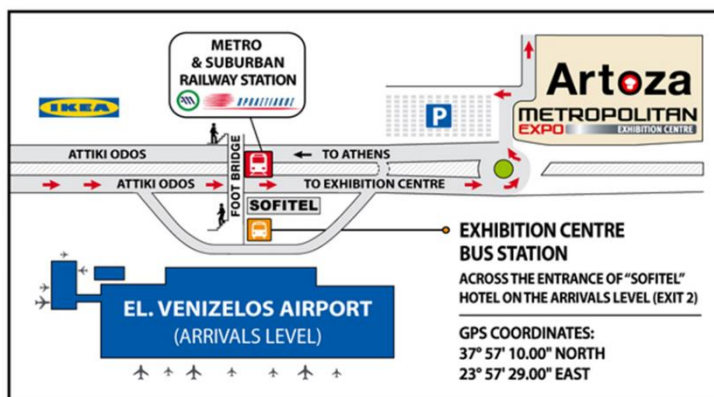 METRO
& SUBURBAN
RAILWAY STATION
ΠΡΟΑΣΤΙΑΚΟΣ
IKEA
Artoza
METROPOLITAN
EXPO EXHIBITION CENTRE
P
ATTIKI ODOS
TO ATHENS
ATTIKI ODOS
TO EXHIBITION CENTRE
FOOT BRIDGE
SOFITEL
EXHIBITION CENTRE
BUS STATION
ACROSS THE ENTRANCE OF "SOFITEL"
HOTEL ON THE ARRIVALS LEVEL (EXIT 2)
EL. VENIZELOS AIRPORT
(ARRIVALS LEVEL)
GPS COORDINATES:
37° 57' 10.00" NORTH
23° 57' 29.00" EAST